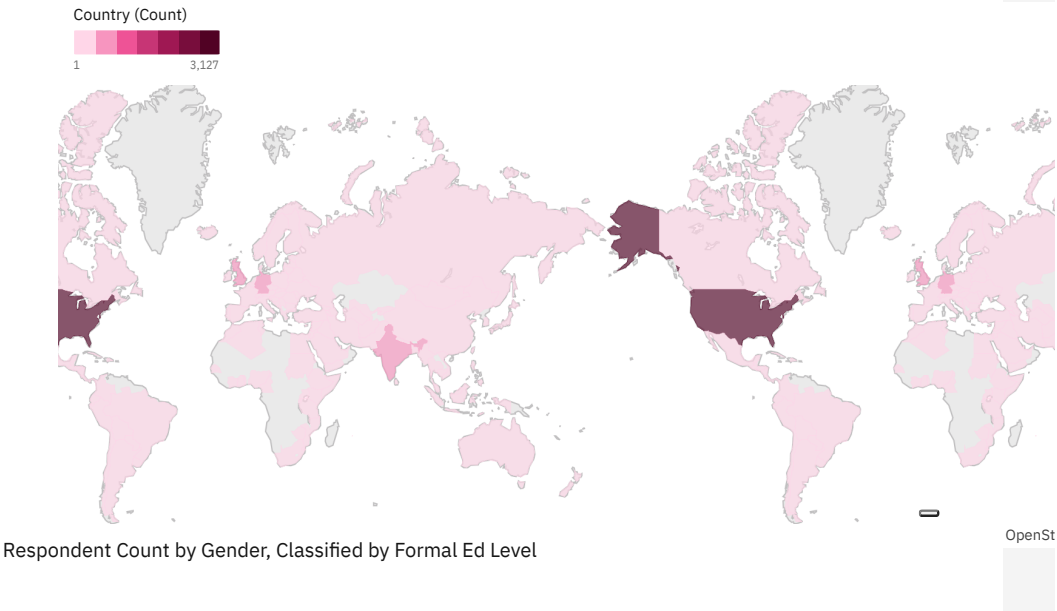 Country (Count)
1
3,127
OpenSt
Respondent Count by Gender, Classified by Formal Ed Level